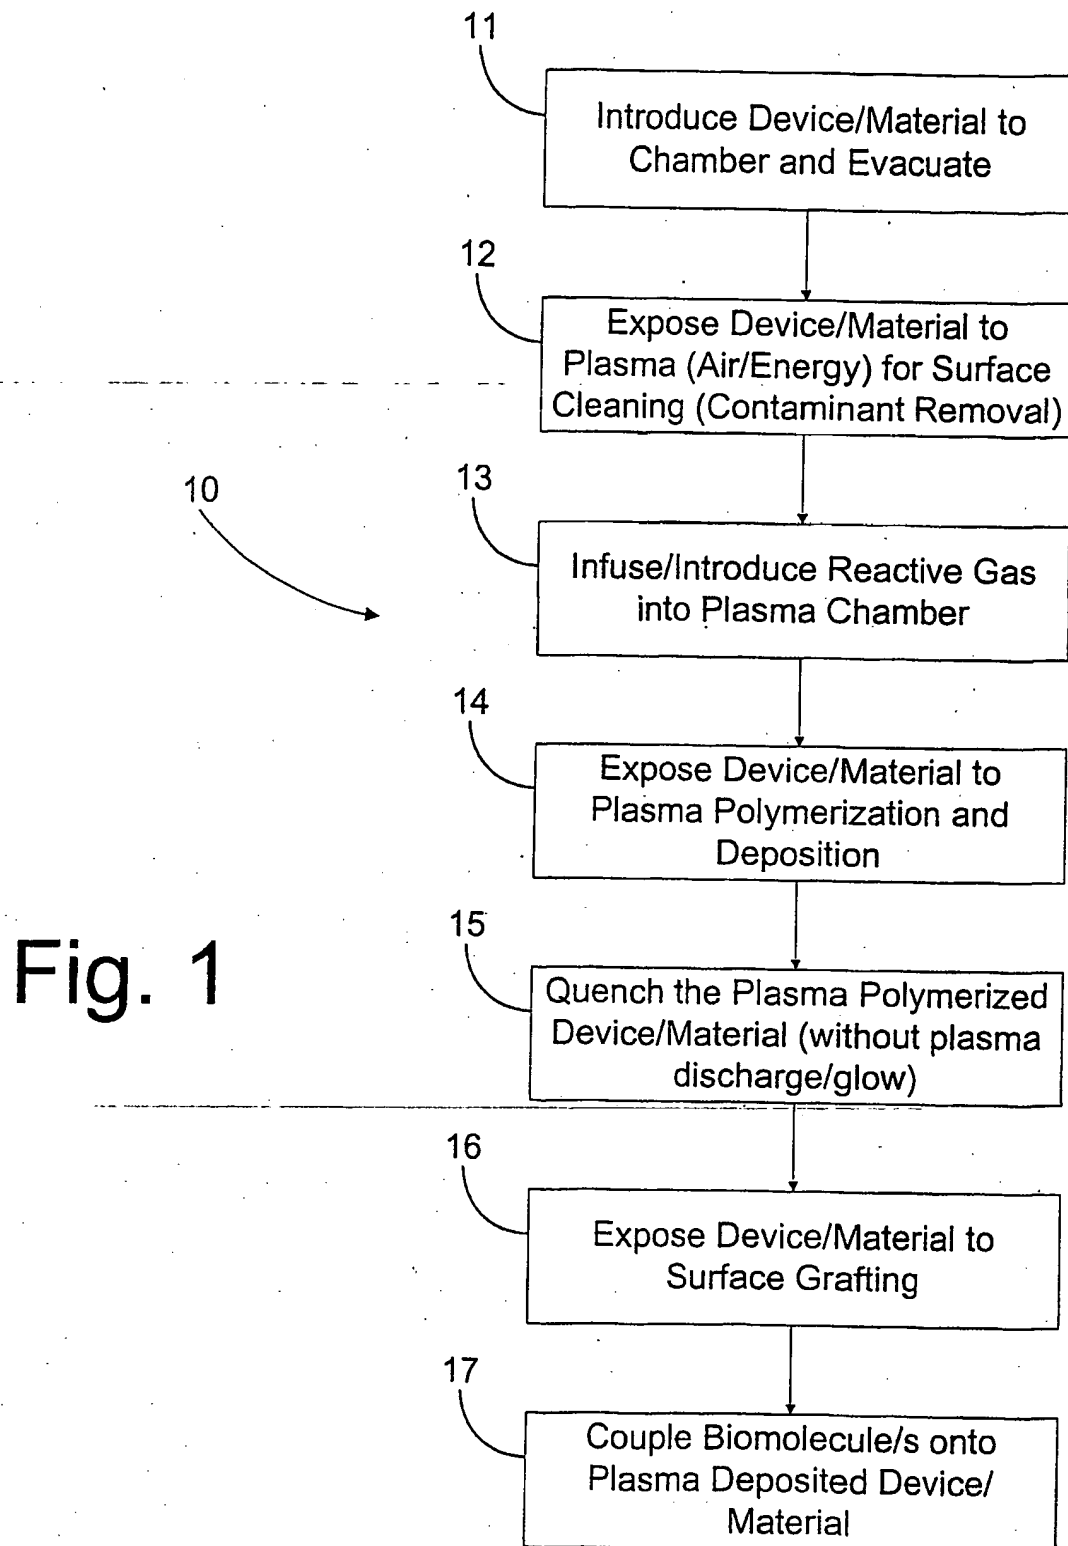 11
Introduce Device/Material to
Chamber and Evacuate
12
Expose Device/Material to
Plasma (Air/Energy) for Surface
Cleaning (Contaminant Removal)
10
13
Infuse/Introduce Reactive Gas
into Plasma Chamber
14
Expose Device/Material to
Plasma Polymerization and
Deposition
Fig. 1
15
Quench the Plasma Polymerized
Device/Material (without plasma
discharge/glow)
16
Expose Device/Material to
Surface Grafting
17
Couple Biomolecule/s onto
Plasma Deposited Device/
Material